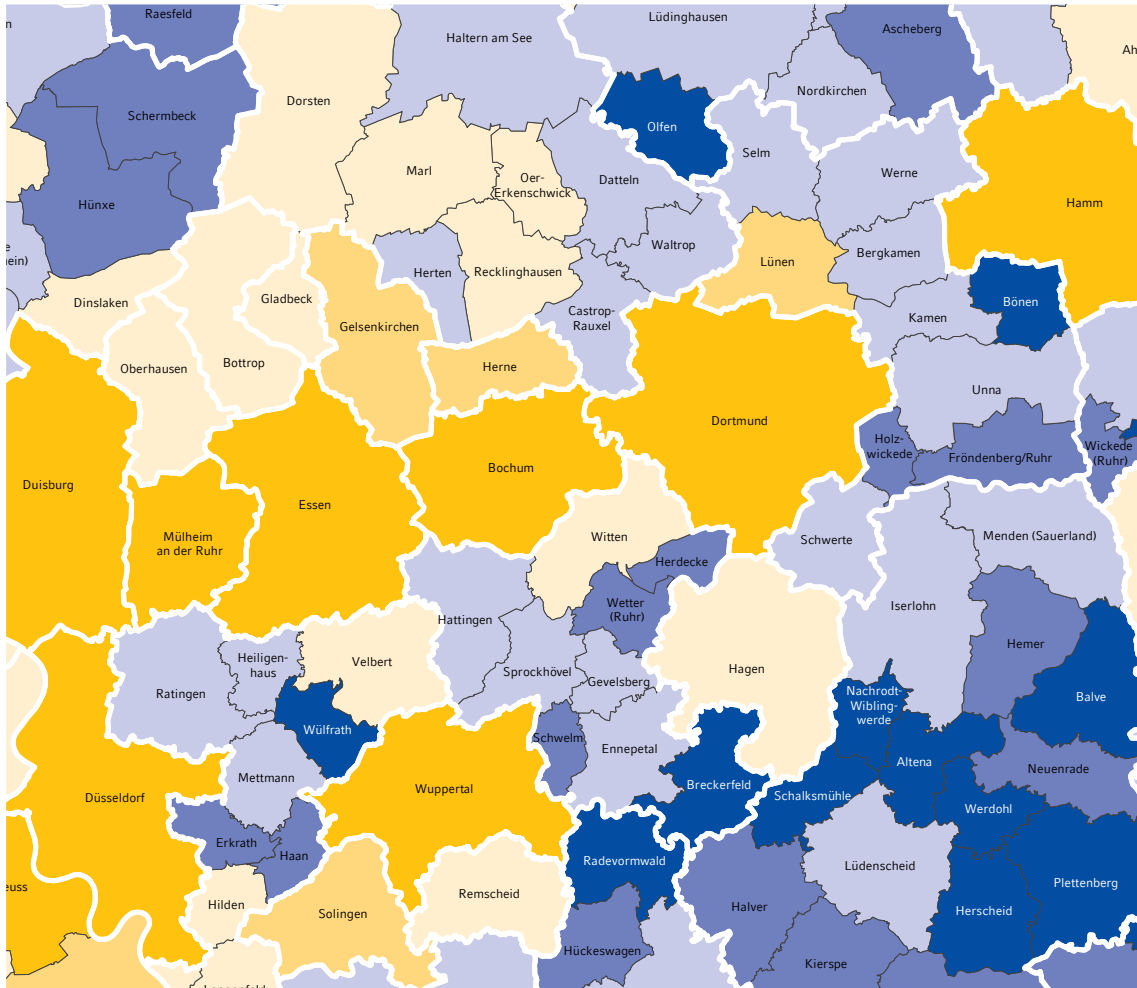 Raesfeld
Lüdinghausen
Haltern am See
Ascheberg
Ah
n
Dorsten
Nordkirchen
Schermbeck
Olfen
Selm
Marl
Oer-
Erkenschwick
Datteln
Werne
Hünxe
Hamm
e
ein)
Waltrop
Bergkamen
Lünen
Herten
Recklinghausen
Dinslaken
Gladbeck
Bönen
Castrop-
Rauxel
Kamen
Gelsenkirchen
Bottrop
Oberhausen
Herne
Unna
Dortmund
Holz-
wickede
Wickede
(Ruhr)
Fröndenberg/Ruhr
Bochum
Duisburg
Essen
Mülheim
an der Ruhr
Witten
Schwerte
Menden (Sauerland)
Herdecke
Wetter
(Ruhr)
Iserlohn
Hattingen
Hemer
Heiligen-
haus
Velbert
Sprockhövel
Gevelsberg
Hagen
Ratingen
Nachrodt-
Wibling-
werde
Balve
Wülfrath
Schwelm
Ennepetal
Altena
Neuenrade
Mettmann
Breckerfeld
Wuppertal
Düsseldorf
Schalksmühle
Werdohl
Erkrath
Haan
Radevormwald
Lüdenscheid
Plettenberg
euss
Remscheid
Hilden
Solingen
Halver
Herscheid
Hückeswagen
Kierspe
Langenfeld